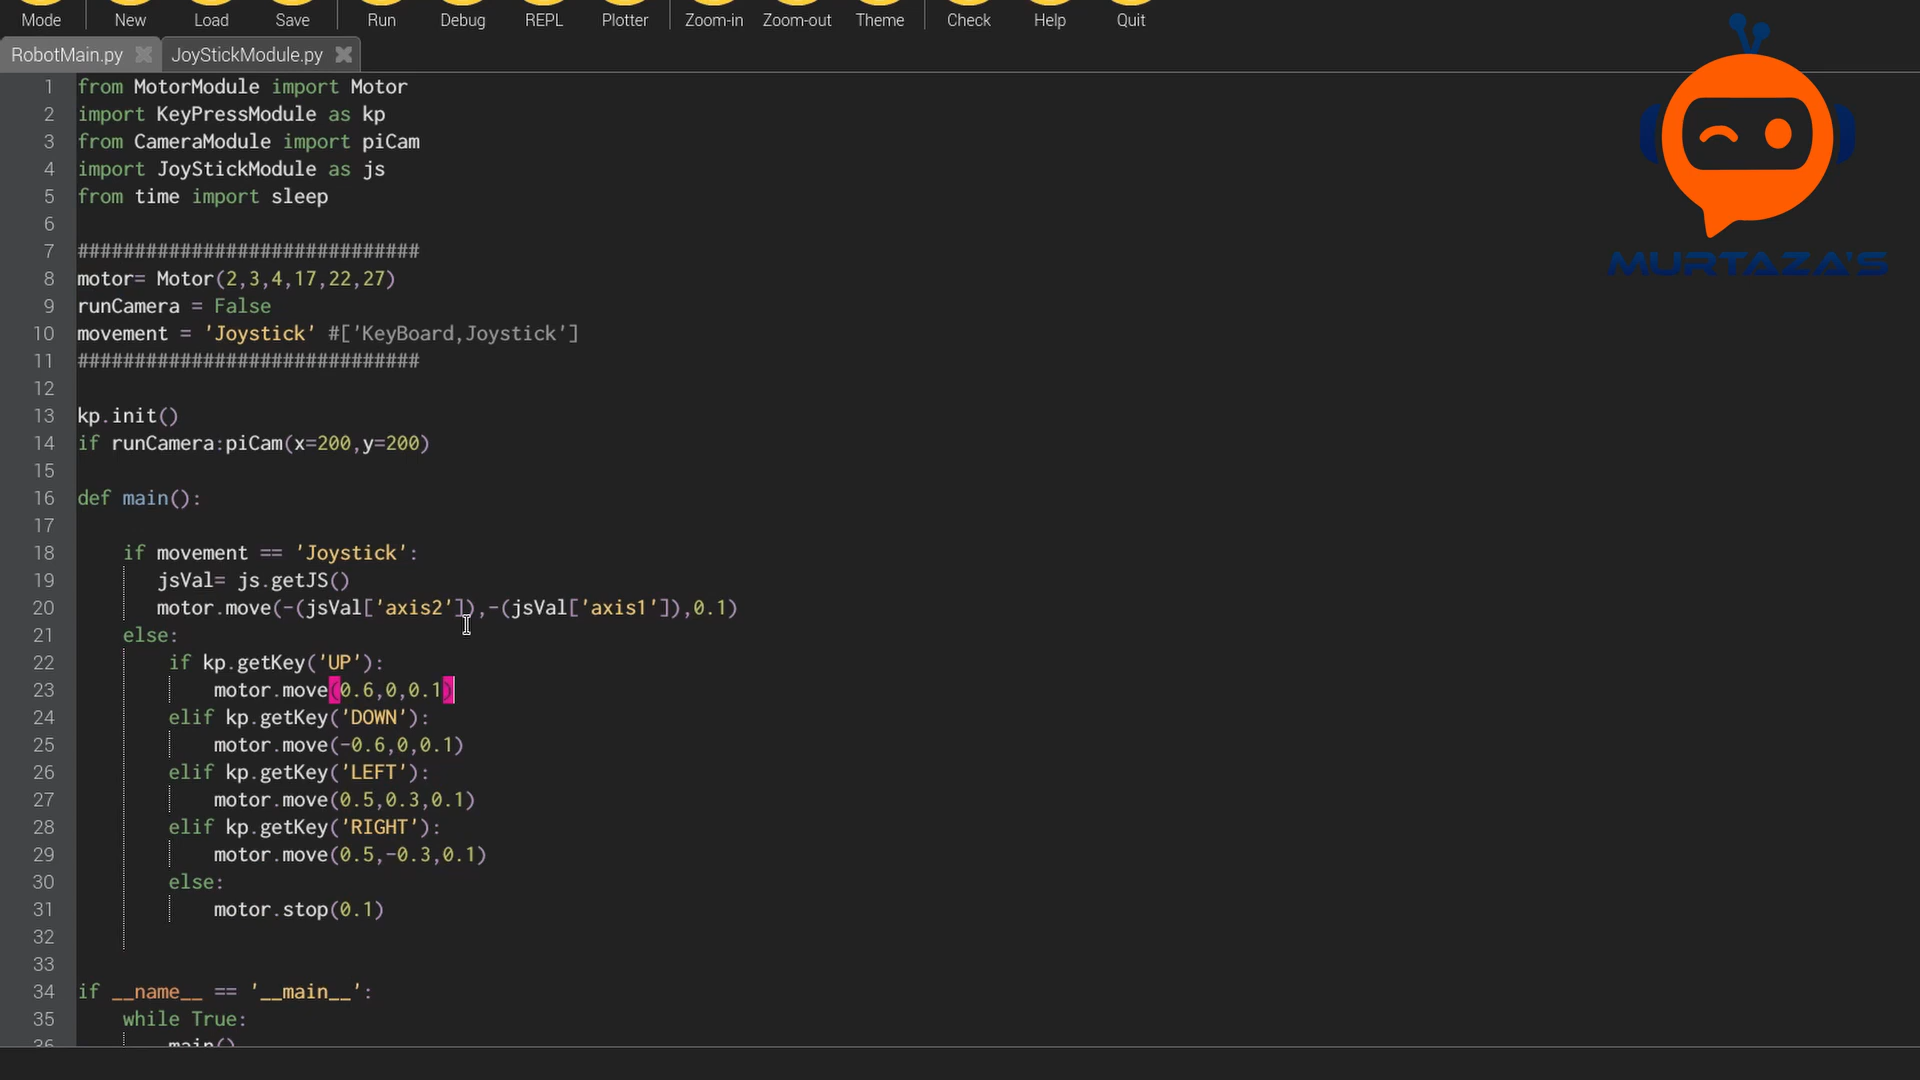 Mode New Load Save Run Debug REPL Plotter Zoom-in Zoom-out Theme Check Help Quit
RobotMain.py JoyStickModule.py
MURTAZA'S
1 from MotorModule import Motor
2 import KeyPressModule as kp
3 from CameraModule import piCam
4 import JoyStickModule as js
5 from time import sleep
6
7 ##############################
8 motor= Motor(2,3,4,17,22,27)
9 runCamera = False
10 movement = 'Joystick' #['KeyBoard,Joystick']
11 ##############################
12
13 kp.init()
14 if runCamera:piCam(x=200,y=200)
15
16 def main():
17
18     if movement == 'Joystick':
19        jsVal= js.getJS()
20        motor.move(-(jsVal['axis2']),-(jsVal['axis1']),0.1)
21     else:
22         if kp.getKey('UP'):
23             motor.move(0.6,0,0.1)
24         elif kp.getKey('DOWN'):
25             motor.move(-0.6,0,0.1)
26         elif kp.getKey('LEFT'):
27             motor.move(0.5,0.3,0.1)
28         elif kp.getKey('RIGHT'):
29             motor.move(0.5,-0.3,0.1)
30         else:
31             motor.stop(0.1)
32
33
34 if __name__ == '__main__':
35     while True:
36         main()